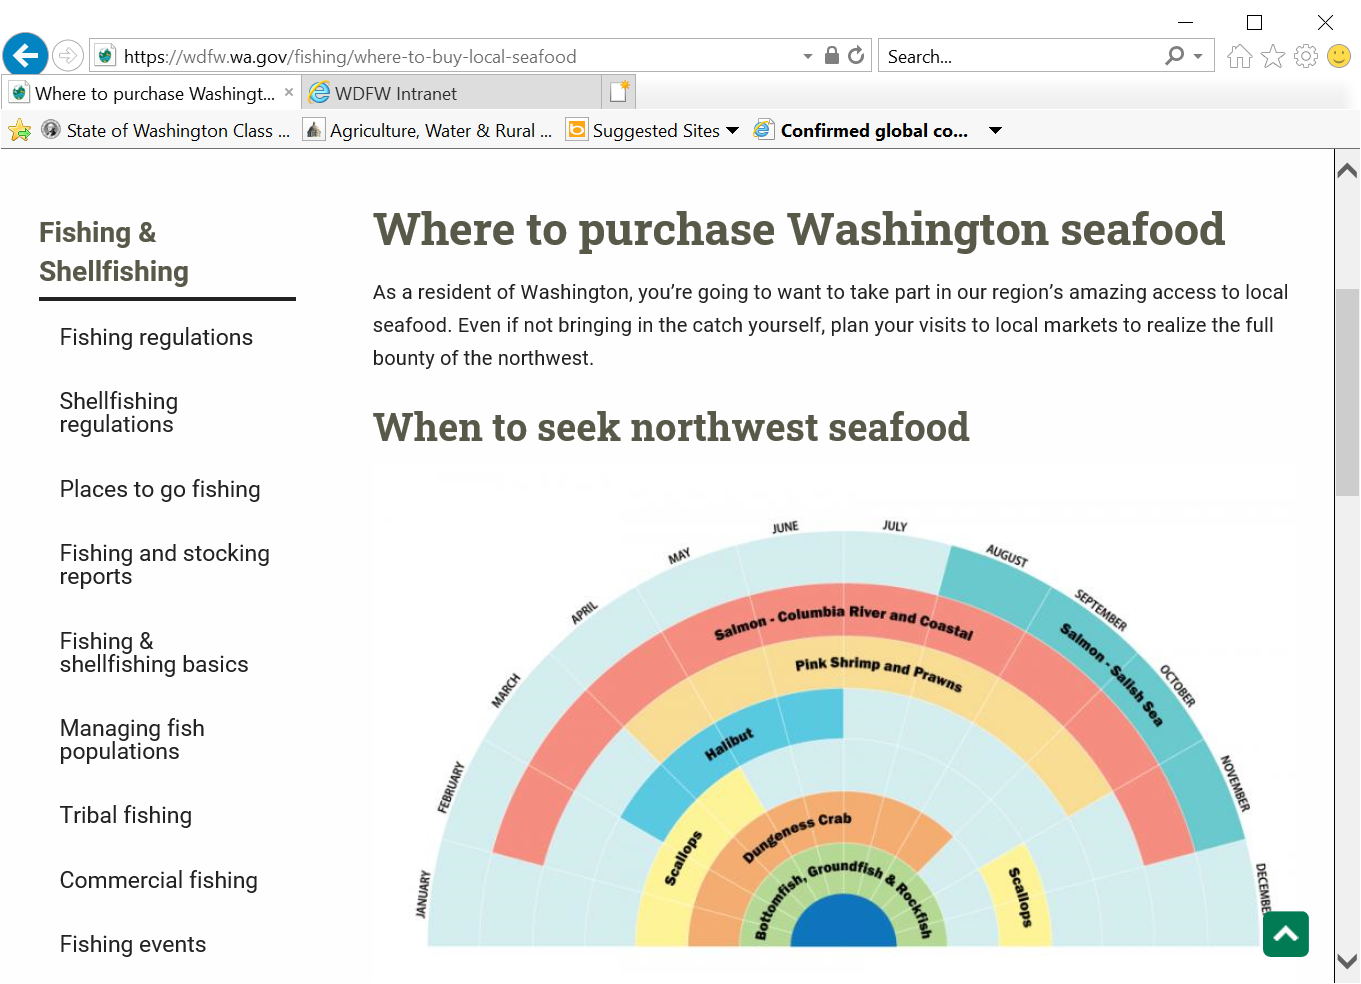 https://wdfw.wa.gov/fishing/where-to-buy-local-seafood
Search...
Where to purchase Washingt...
WDFW Intranet
State of Washington Class ...
Agriculture, Water & Rural ...
Suggested Sites
Confirmed global co...
Fishing &
Shellfishing
Fishing regulations
Shellfishing
regulations
Places to go fishing
Fishing and stocking
reports
Fishing &
shellfishing basics
Managing fish
populations
Tribal fishing
Commercial fishing
Fishing events
Where to purchase Washington seafood
As a resident of Washington, you’re going to want to take part in our region’s amazing access to local
seafood. Even if not bringing in the catch yourself, plan your visits to local markets to realize the full
bounty of the northwest.
When to seek northwest seafood
JANUARY
FEBRUARY
MARCH
APRIL
MAY
JUNE
JULY
AUGUST
SEPTEMBER
OCTOBER
NOVEMBER
DECEMBER
Salmon - Salish Sea
Salmon - Columbia River and Coastal
Pink Shrimp and Prawns
Halibut
Scallops
Scallops
Dungeness Crab
Bottomfish, Groundfish & Rockfish